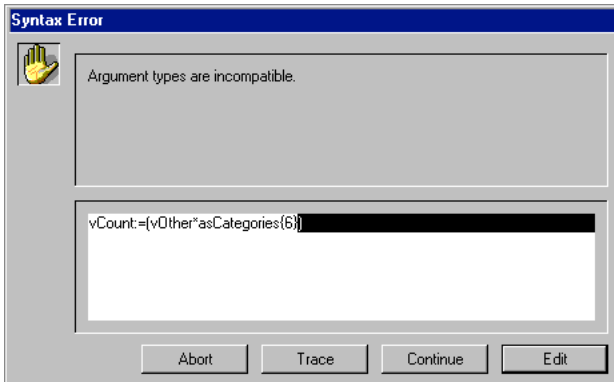 Syntax Error
Argument types are incompatible.
vCount:=(vOther*asCategories{6})
Abort
Trace
Continue
Edit